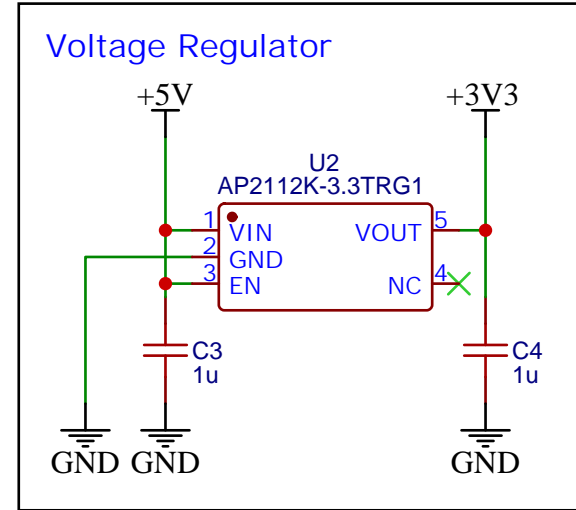 Voltage Regulator
+5V
+3V3
U2
AP2112K-3.3TRG1
1 VIN VOUT 5
2 GND
3 EN NC 4
C3
1u
C4
1u
GND GND GND